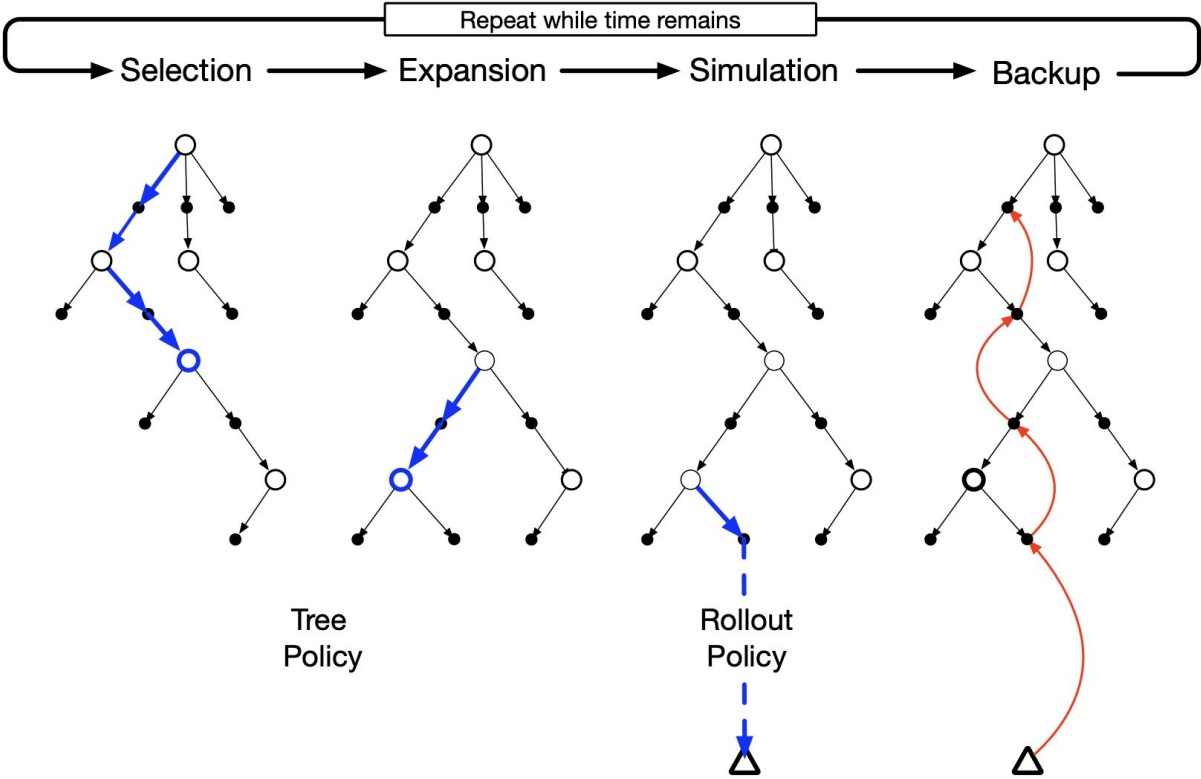 Repeat while time remains
Selection
Expansion
Simulation
Backup
Tree
Policy
Rollout
Policy